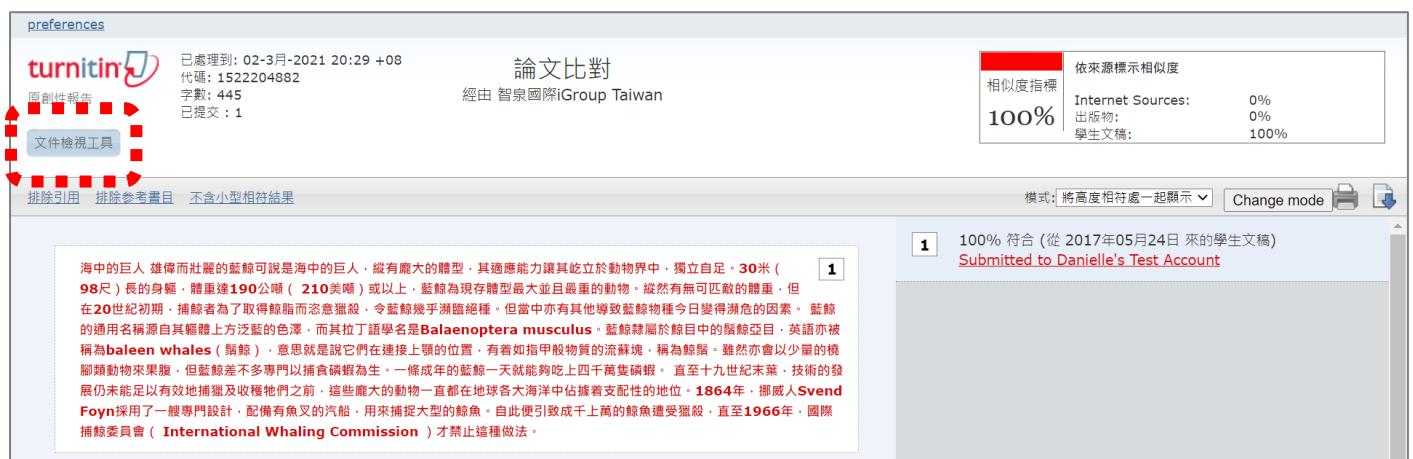 preferences
turnitin
原創性報告
文件檢視工具
已處理到: 02-3月-2021 20:29 +08
代碼: 1522204882
字數: 445
已提交 : 1
論文比對
經由 智泉國際iGroup Taiwan
相似度指標
100%
依來源標示相似度
Internet Sources: 0%
出版物: 0%
學生文稿: 100%
排除引用 排除參考書目 不含小型相符結果
模式: 將高度相符處一起顯示 Change mode
1
海中的巨人 雄偉而壯麗的藍鯨可說是海中的巨人，縱有龐大的體型，其適應能力讓其屹立於動物界中，獨立自足。30米（
98尺）長的身軀，體重達190公噸（ 210美噸）或以上，藍鯨為現存體型最大並且最重的動物。縱然有無可匹敵的體重，但
在20世紀初期，捕鯨者為了取得鯨脂而恣意獵殺，令藍鯨幾乎瀕臨絕種。但當中亦有其他導致藍鯨物種今日變得瀕危的因素。 藍鯨
的通用名稱源自其軀體上方泛藍的色澤，而其拉丁語學名是Balaenoptera musculus。藍鯨隸屬於鯨目中的鬚鯨亞目，英語亦被
稱為baleen whales（鬚鯨），意思就是說它們在連接上顎的位置，有着如指甲般物質的流蘇塊，稱為鯨鬚。雖然亦會以少量的橈
腳類動物來果腹，但藍鯨差不多專門以捕食磷蝦為生。一條成年的藍鯨一天就能夠吃上四千萬隻磷蝦。 直至十九世紀末葉，技術的發
展仍未能足以有效地捕獵及收穫牠們之前，這些龐大的動物一直都在地球各大海洋中佔據着支配性的地位。1864年，挪威人Svend
Foyn採用了一艘專門設計，配備有魚叉的汽船，用來捕捉大型的鯨魚。自此便引致成千上萬的鯨魚遭受獵殺，直至1966年，國際
捕鯨委員會（ International Whaling Commission ）才禁止這種做法。
1
100% 符合 (從 2017年05月24日 來的學生文稿)
Submitted to Danielle's Test Account